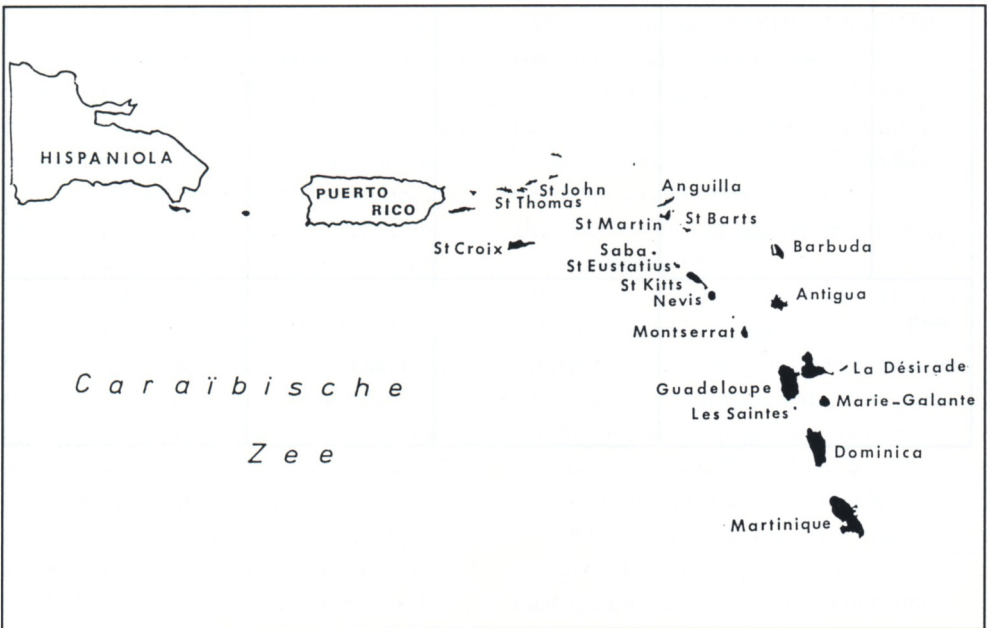 HISPANIOLA
PUERTO
RICO
St John
St Thomas
Anguilla
St Martin
St Barts
St Croix
Saba
St Eustatius
St Kitts
Nevis
Barbuda
Antigua
Montserrat
La Désirade
Guadeloupe
Marie-Galante
Les Saintes
Caraïbische
Zee
Dominica
Martinique